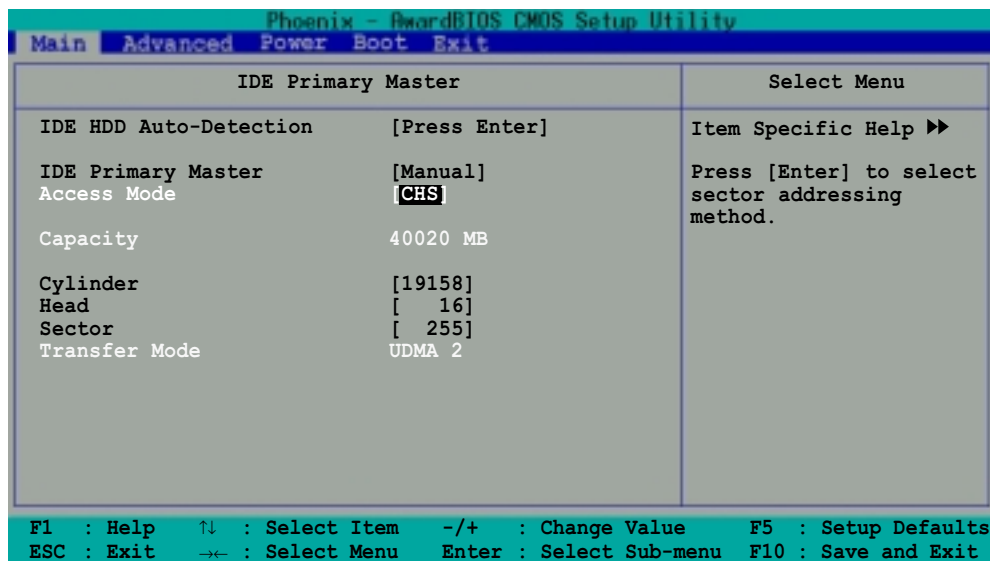 Phoenix - AwardBIOS CMOS Setup Utility
Main Advanced Power Boot Exit
IDE Primary Master
Select Menu
IDE HDD Auto-Detection [Press Enter]
Item Specific Help ▶▶
IDE Primary Master [Manual]
Press [Enter] to select
Access Mode [CHS]
sector addressing
method.
Capacity 40020 MB
Cylinder [19158]
Head [ 16]
Sector [ 255]
Transfer Mode UDMA 2
F1 : Help ↑↓ : Select Item -/+ : Change Value F5 : Setup Defaults
ESC : Exit →← : Select Menu Enter : Select Sub-menu F10 : Save and Exit